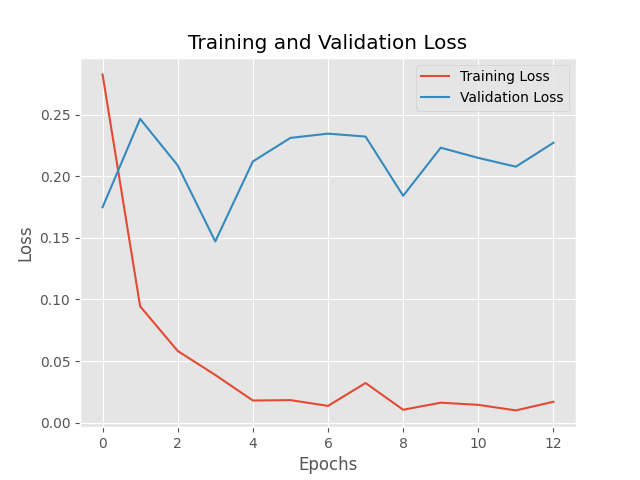 Training and Validation Loss
Training Loss
Validation Loss
Loss
0.25
0.20
0.15
0.10
0.05
0.00
0 2 4 6 8 10 12
Epochs